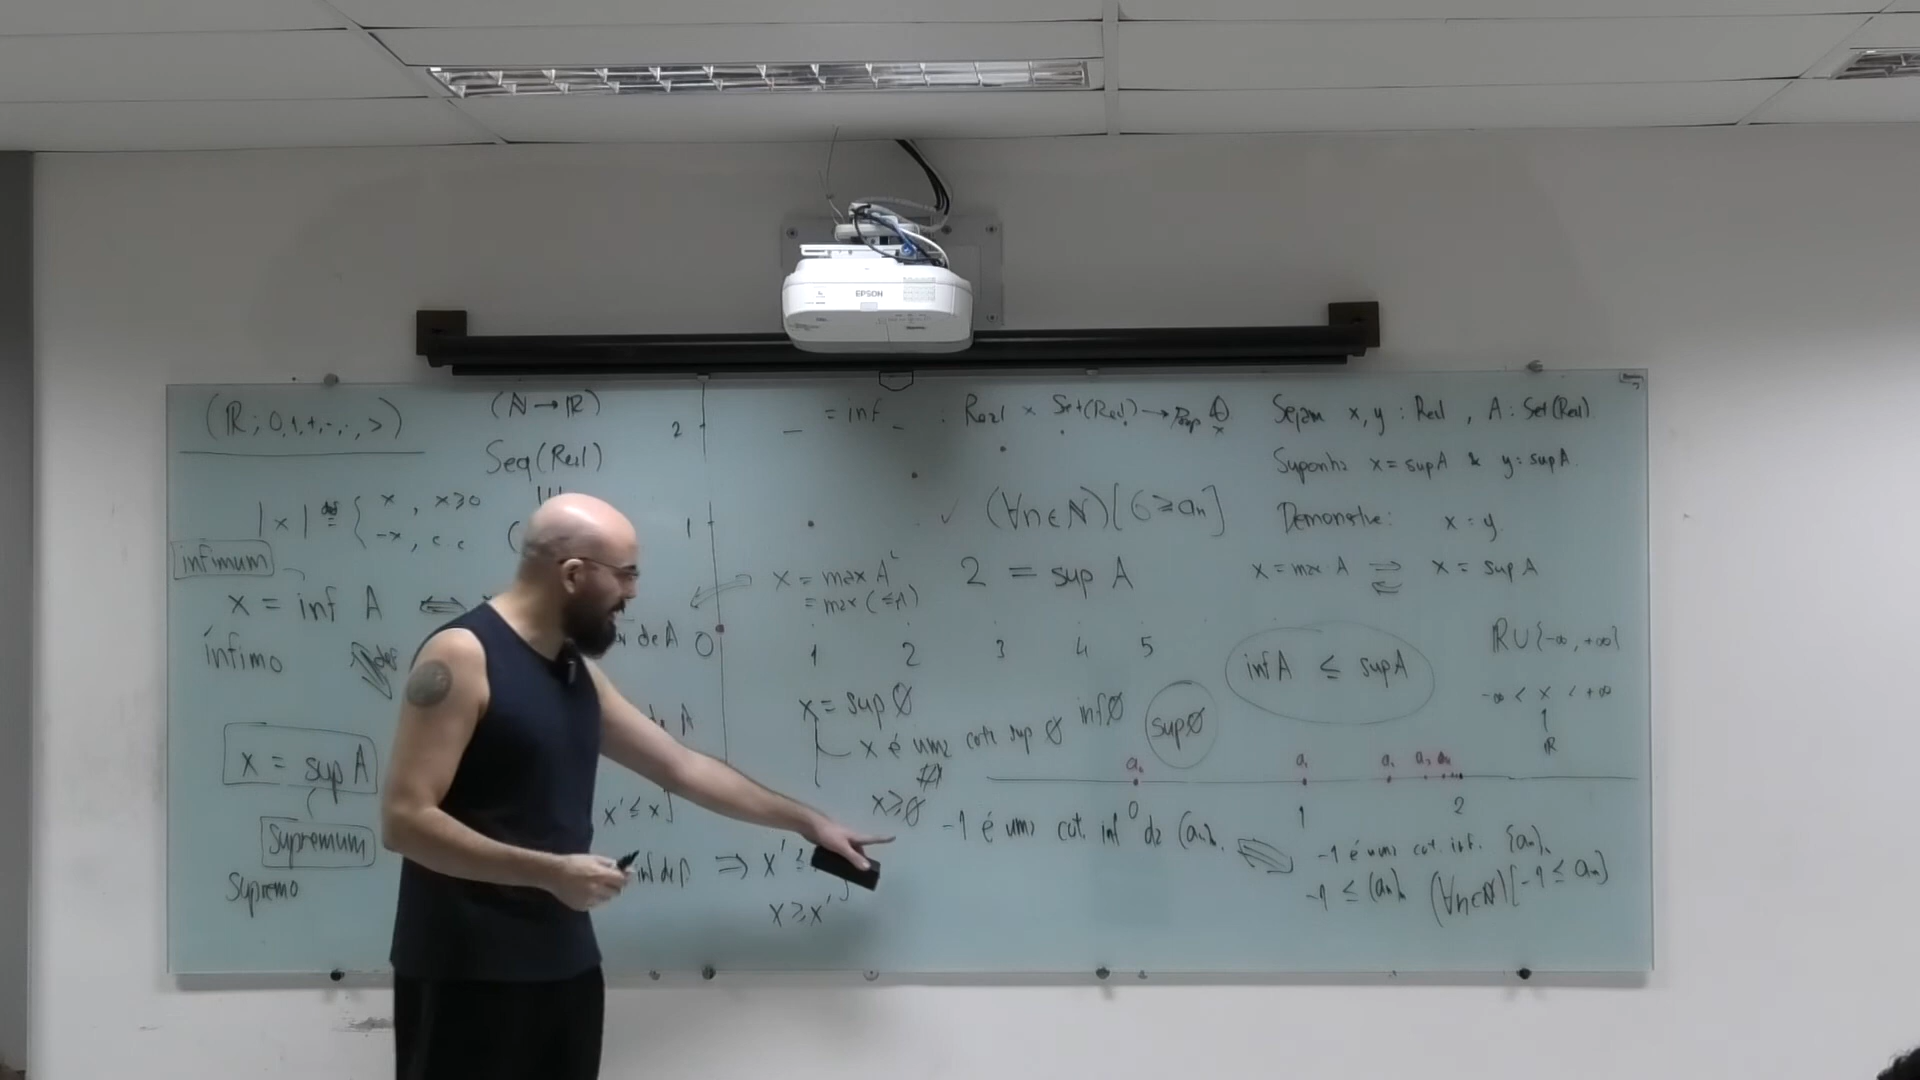 (ℝ; 0, 1, +, -, ·, >)
|x| ≝ { x , x ≥ 0
-x , c.c
infimum
x = inf A ⟺
ínfimo
def
x = sup A
supremum
Supremo
(ℕ → ℝ)
Seq(Real)
de A
x' ≤ x]
inf de
⟹ x' ≤
x ≥ x'
2
1
0
1 2 3 4 5
_ = inf _ : Real × Set(Real) → Prop
(∀n∈ℕ)[6 ≥ aₙ]
x = max A
= max (≤A)
2 = sup A
x = sup ∅
x é uma cota sup ∅
x ≥ ∅
inf ∅
sup ∅
Sejam x, y : Real , A : Set(Real).
Suponha x = sup A & y = sup A.
Demonstre: x = y.
x = max A ⟹ x = sup A
⟸
inf A ≤ sup A
ℝ∪{-∞, +∞}
-∞ < x < +∞
↑
ℝ
a₀ a₁ a₂ a₃ a₄
0 1 2
-1 é uma cot. inf de (aₙ)ₙ
-1 é uma cot. inf. {aₙ}ₙ
-1 ≤ (aₙ)ₙ (∀n∈ℕ)[-1 ≤ aₙ]
EPSON